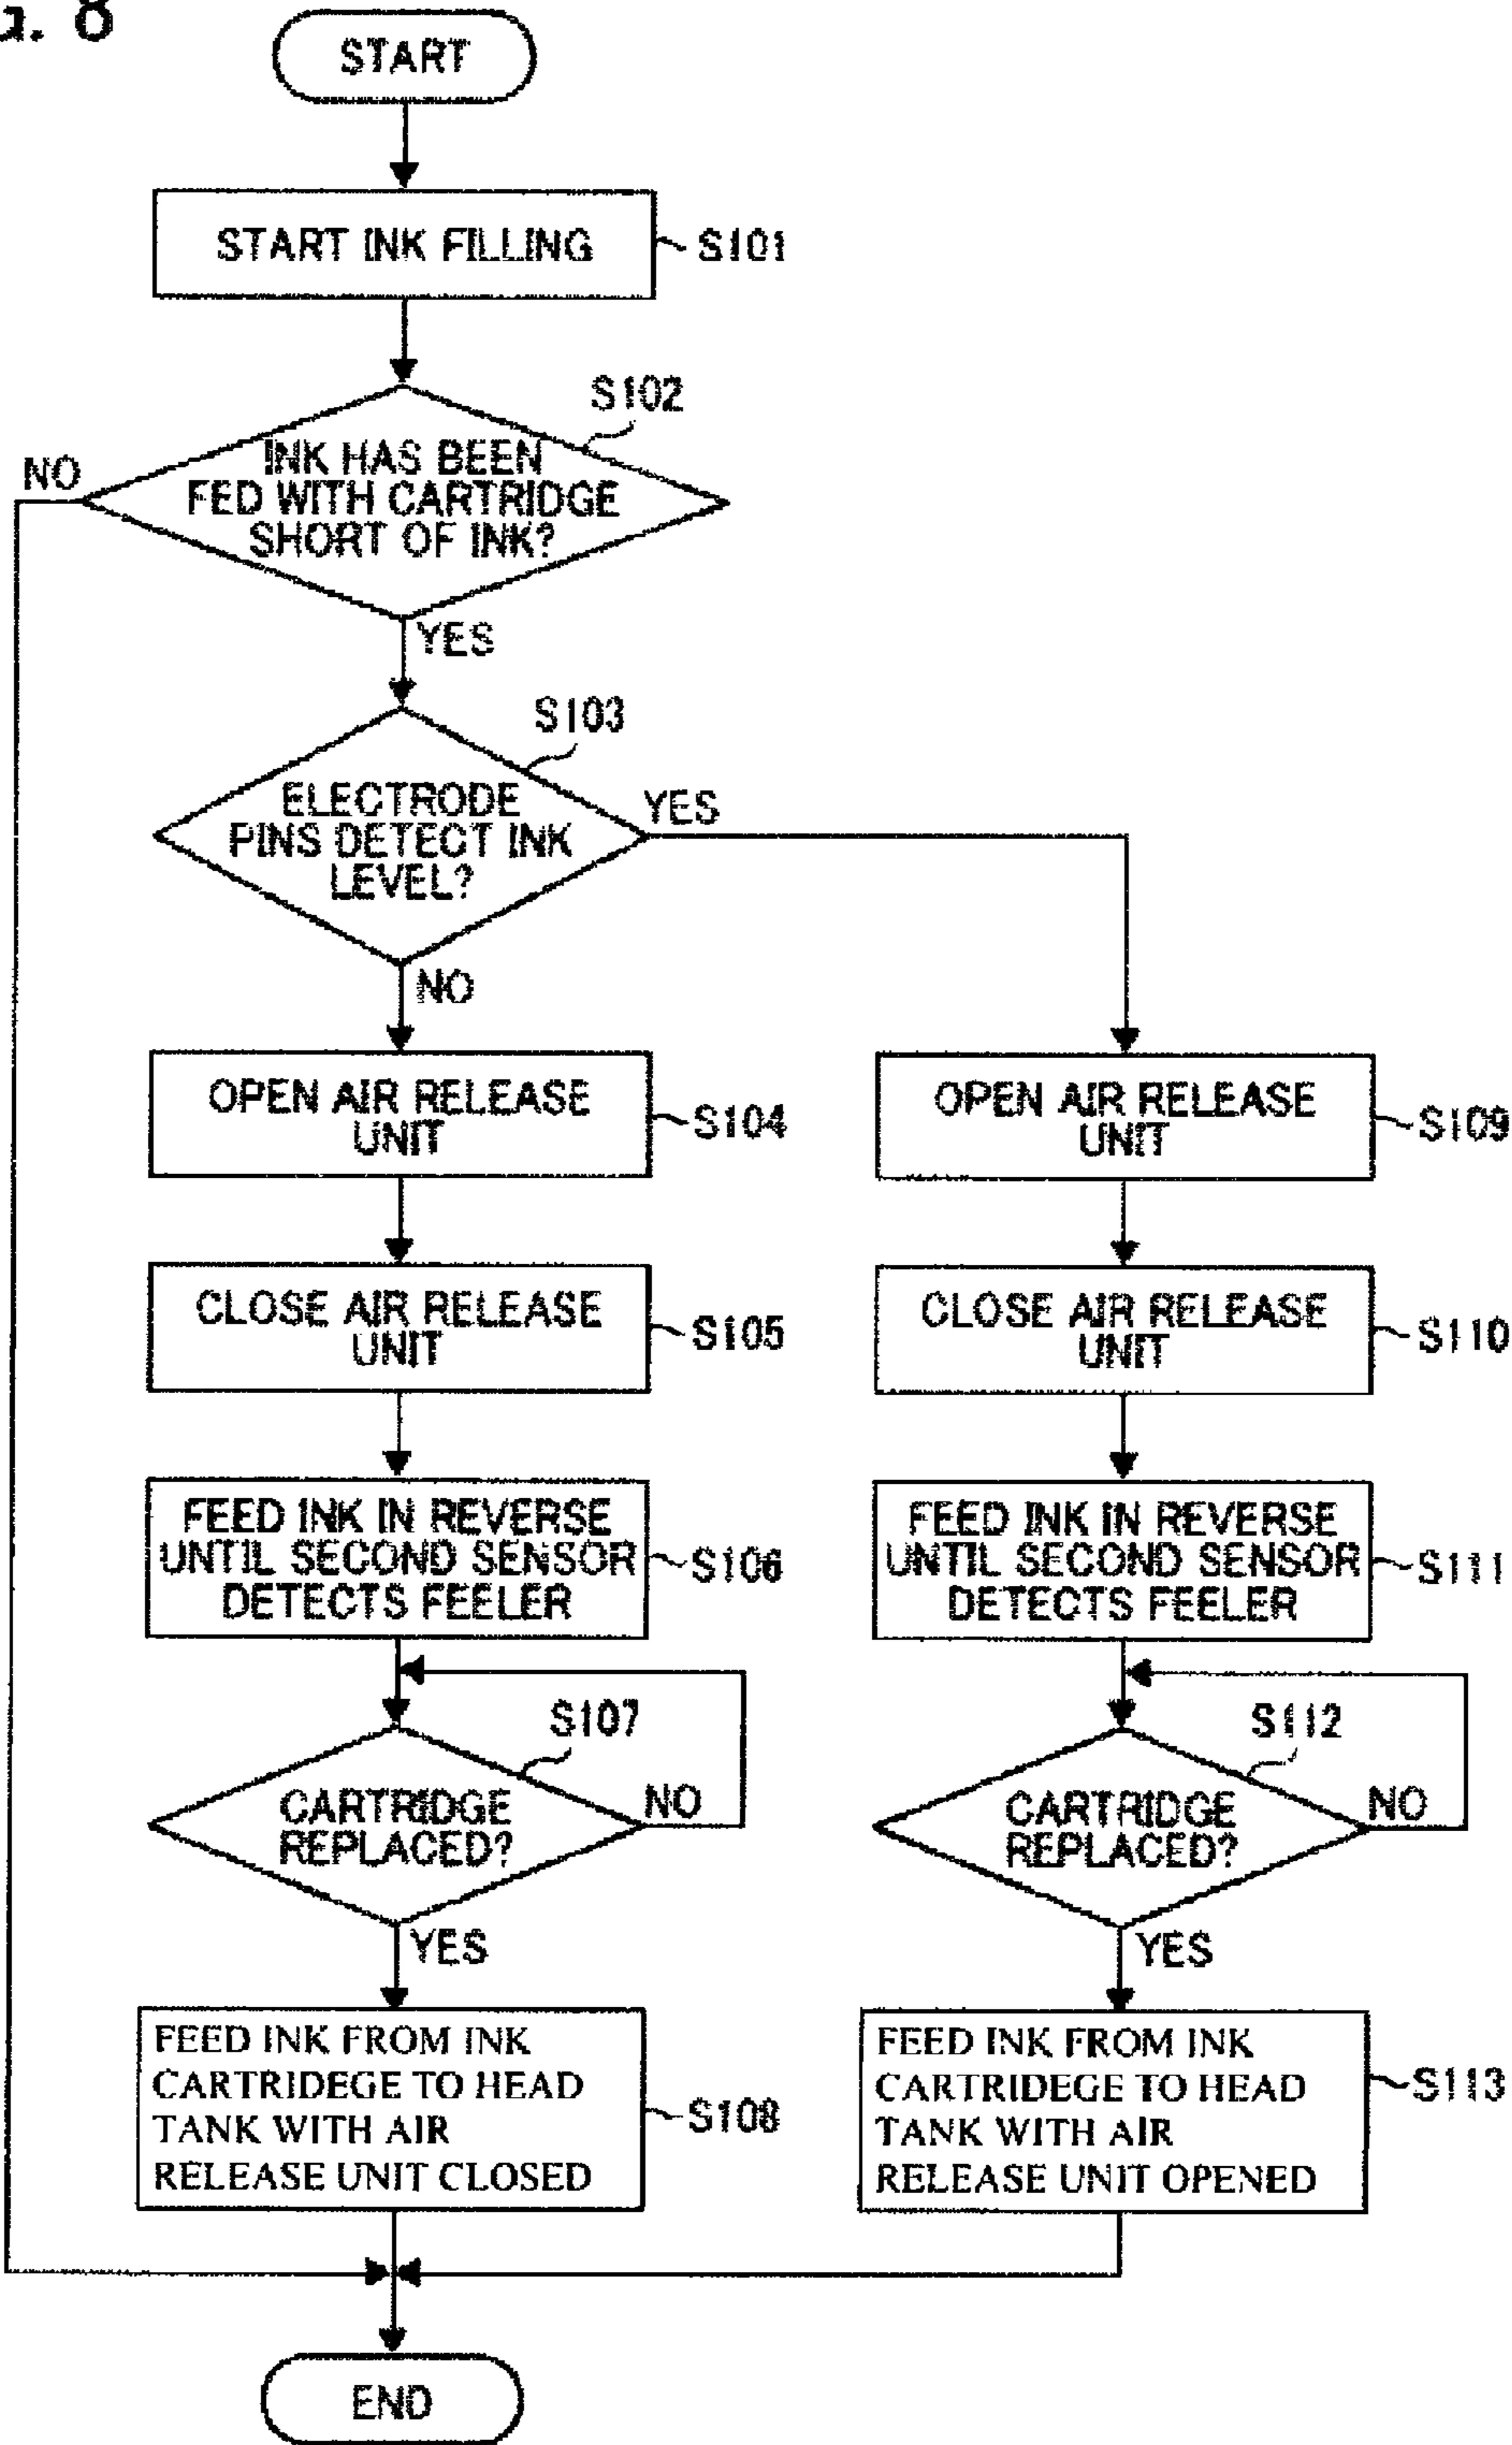 8
START
START INK FILLING
S101
S102
INK HAS BEEN
FED WITH CARTRIDGE
SHORT OF INK?
NO
YES
S103
ELECTRODE
PINS DETECT INK
LEVEL?
YES
NO
OPEN AIR RELEASE
UNIT
S104
CLOSE AIR RELEASE
UNIT
S105
FEED INK IN REVERSE
UNTIL SECOND SENSOR
DETECTS FEELER
S106
S107
CARTRIDGE
REPLACED?
NO
YES
FEED INK FROM INK
CARTRIDEGE TO HEAD
TANK WITH AIR
RELEASE UNIT CLOSED
S108
OPEN AIR RELEASE
UNIT
S109
CLOSE AIR RELEASE
UNIT
S110
FEED INK IN REVERSE
UNTIL SECOND SENSOR
DETECTS FEELER
S111
S112
CARTRIDGE
REPLACED?
NO
YES
FEED INK FROM INK
CARTRIDEGE TO HEAD
TANK WITH AIR
RELEASE UNIT OPENED
S113
END